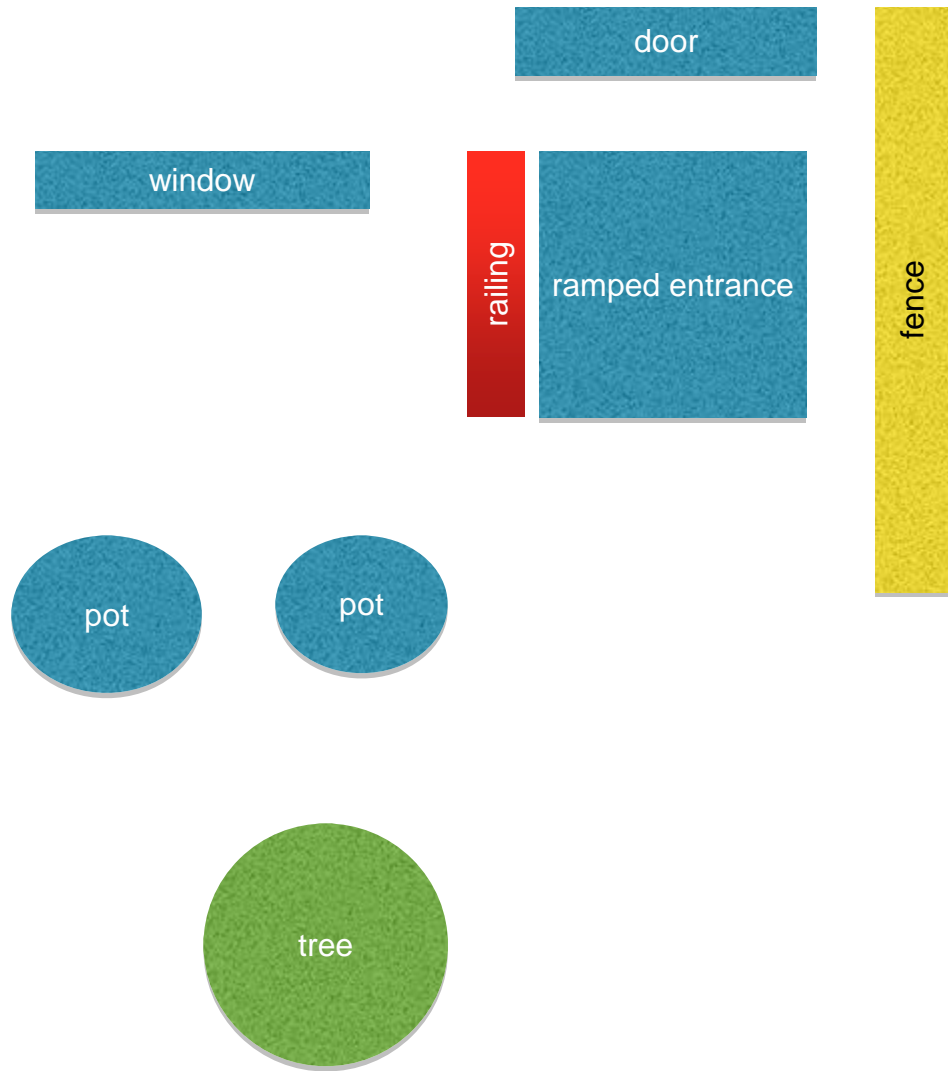 door
window
railing
ramped entrance
fence
pot
pot
tree